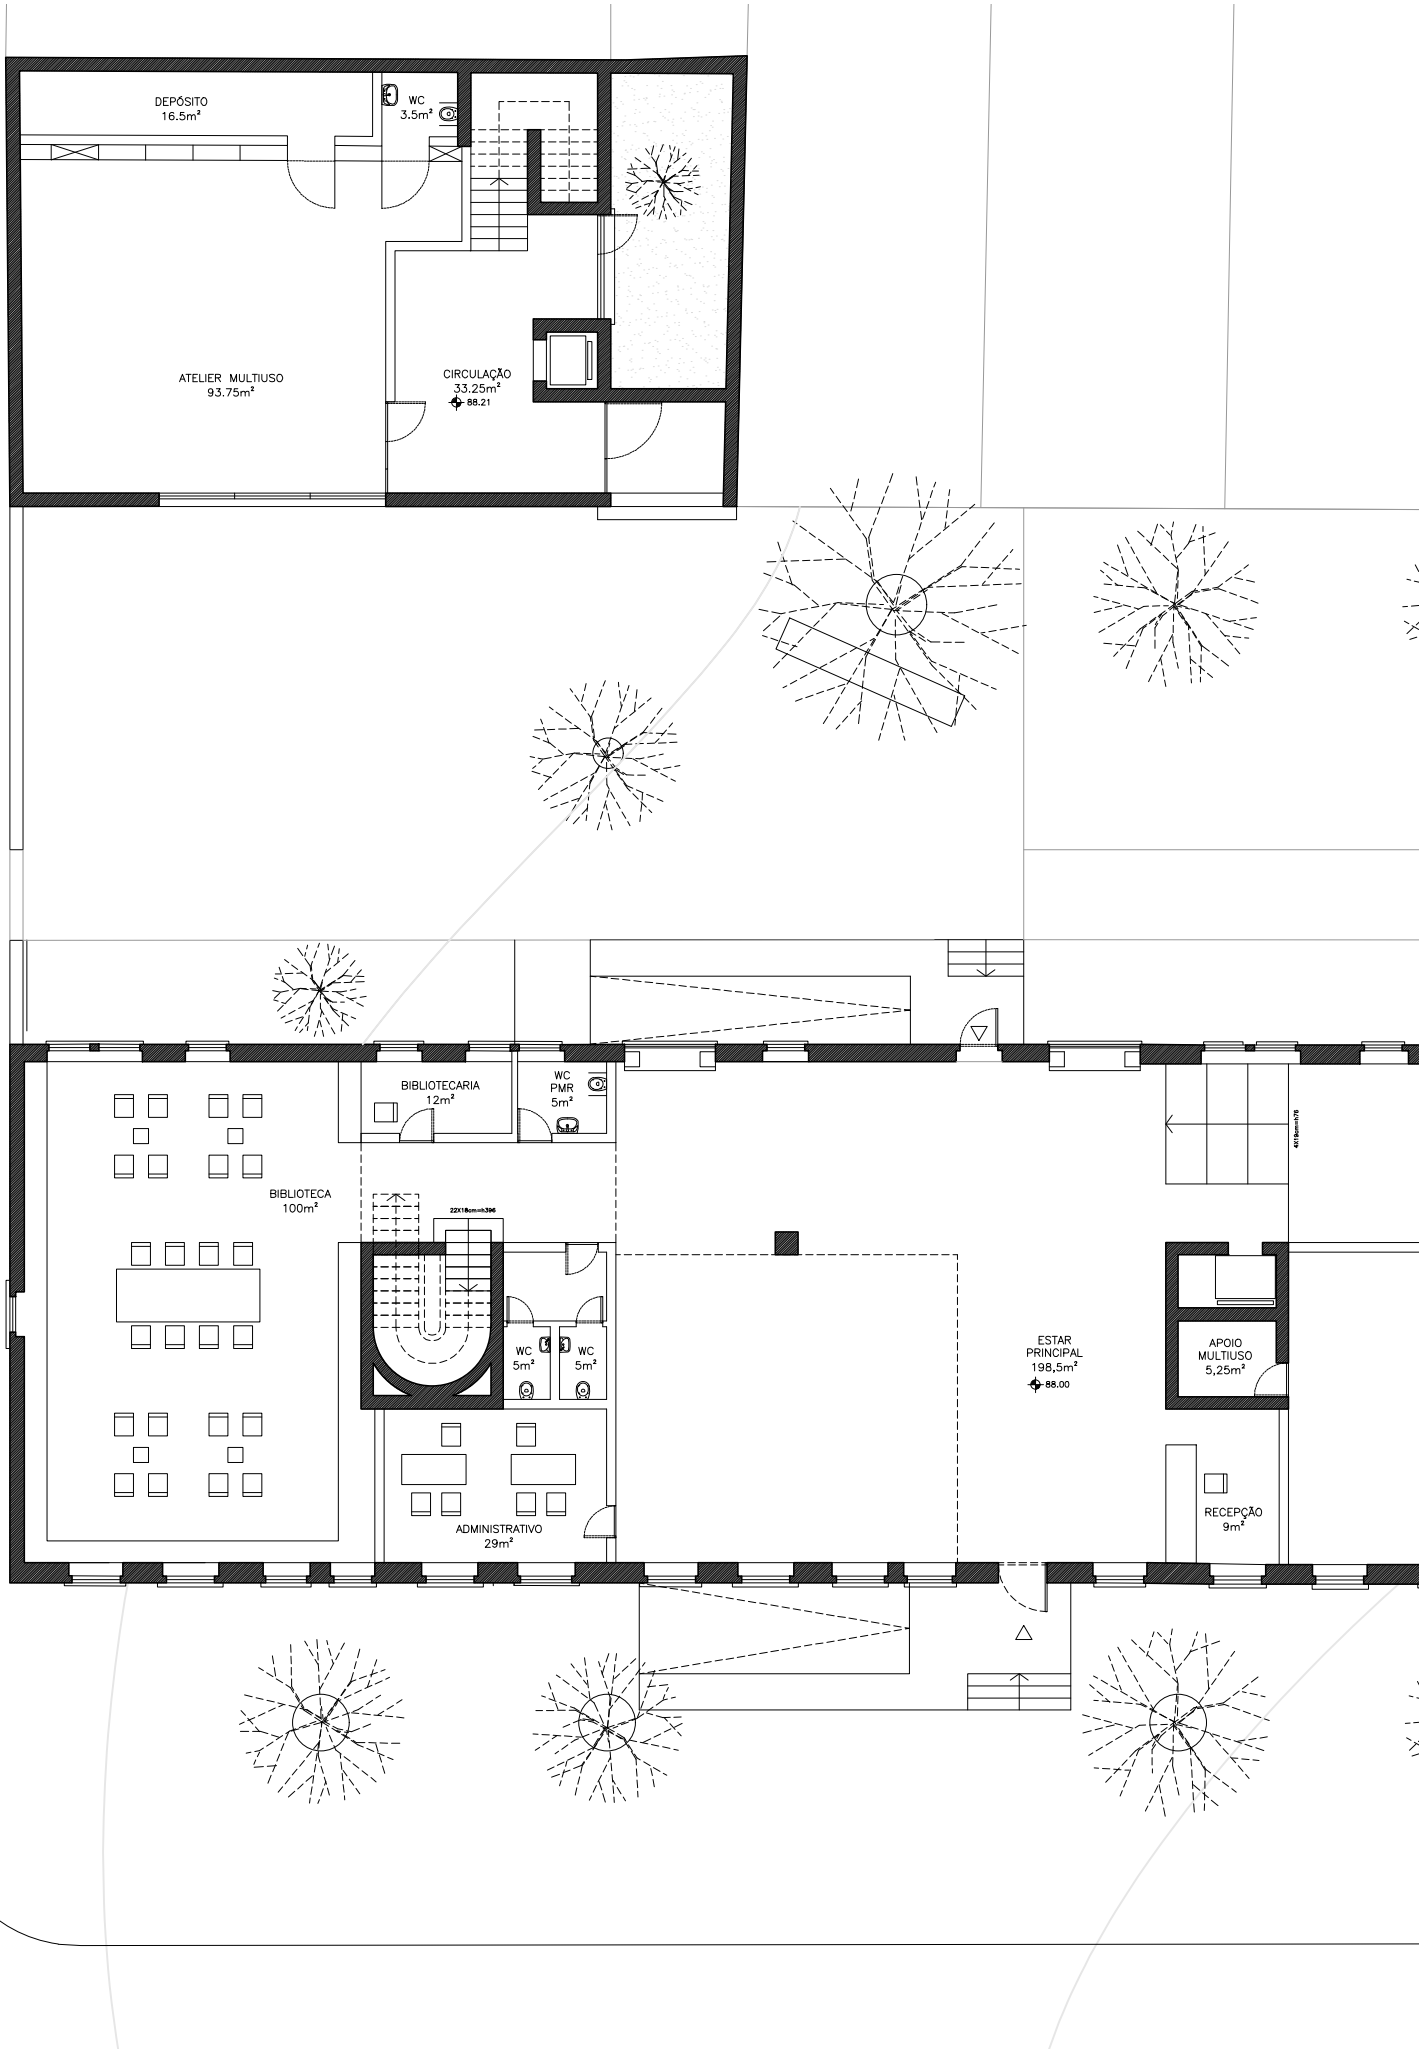 DEPÓSITO
16.5m²
WC
3.5m²
ATELIER MULTIUSO
93.75m²
CIRCULAÇÃO
33.25m²
88.21
BIBLIOTECARIA
12m²
WC
PMR
5m²
4X19cm=h76
BIBLIOTECA
100m²
22X18cm=h396
WC
5m²
WC
5m²
ESTAR
PRINCIPAL
198,5m²
88.00
APOIO
MULTIUSO
5,25m²
RECEPÇÃO
9m²
ADMINISTRATIVO
29m²